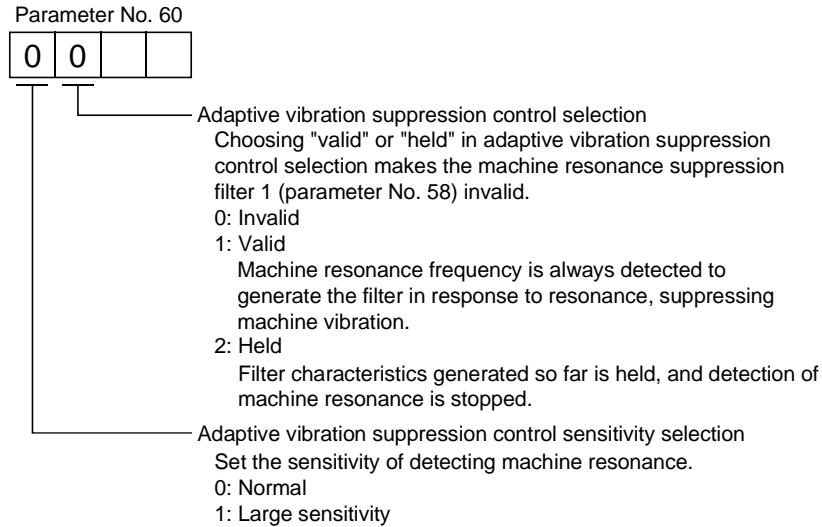 Parameter No. 60
0 0
Adaptive vibration suppression control selection
Choosing "valid" or "held" in adaptive vibration suppression
control selection makes the machine resonance suppression
filter 1 (parameter No. 58) invalid.
0: Invalid
1: Valid
Machine resonance frequency is always detected to
generate the filter in response to resonance, suppressing
machine vibration.
2: Held
Filter characteristics generated so far is held, and detection of
machine resonance is stopped.
Adaptive vibration suppression control sensitivity selection
Set the sensitivity of detecting machine resonance.
0: Normal
1: Large sensitivity